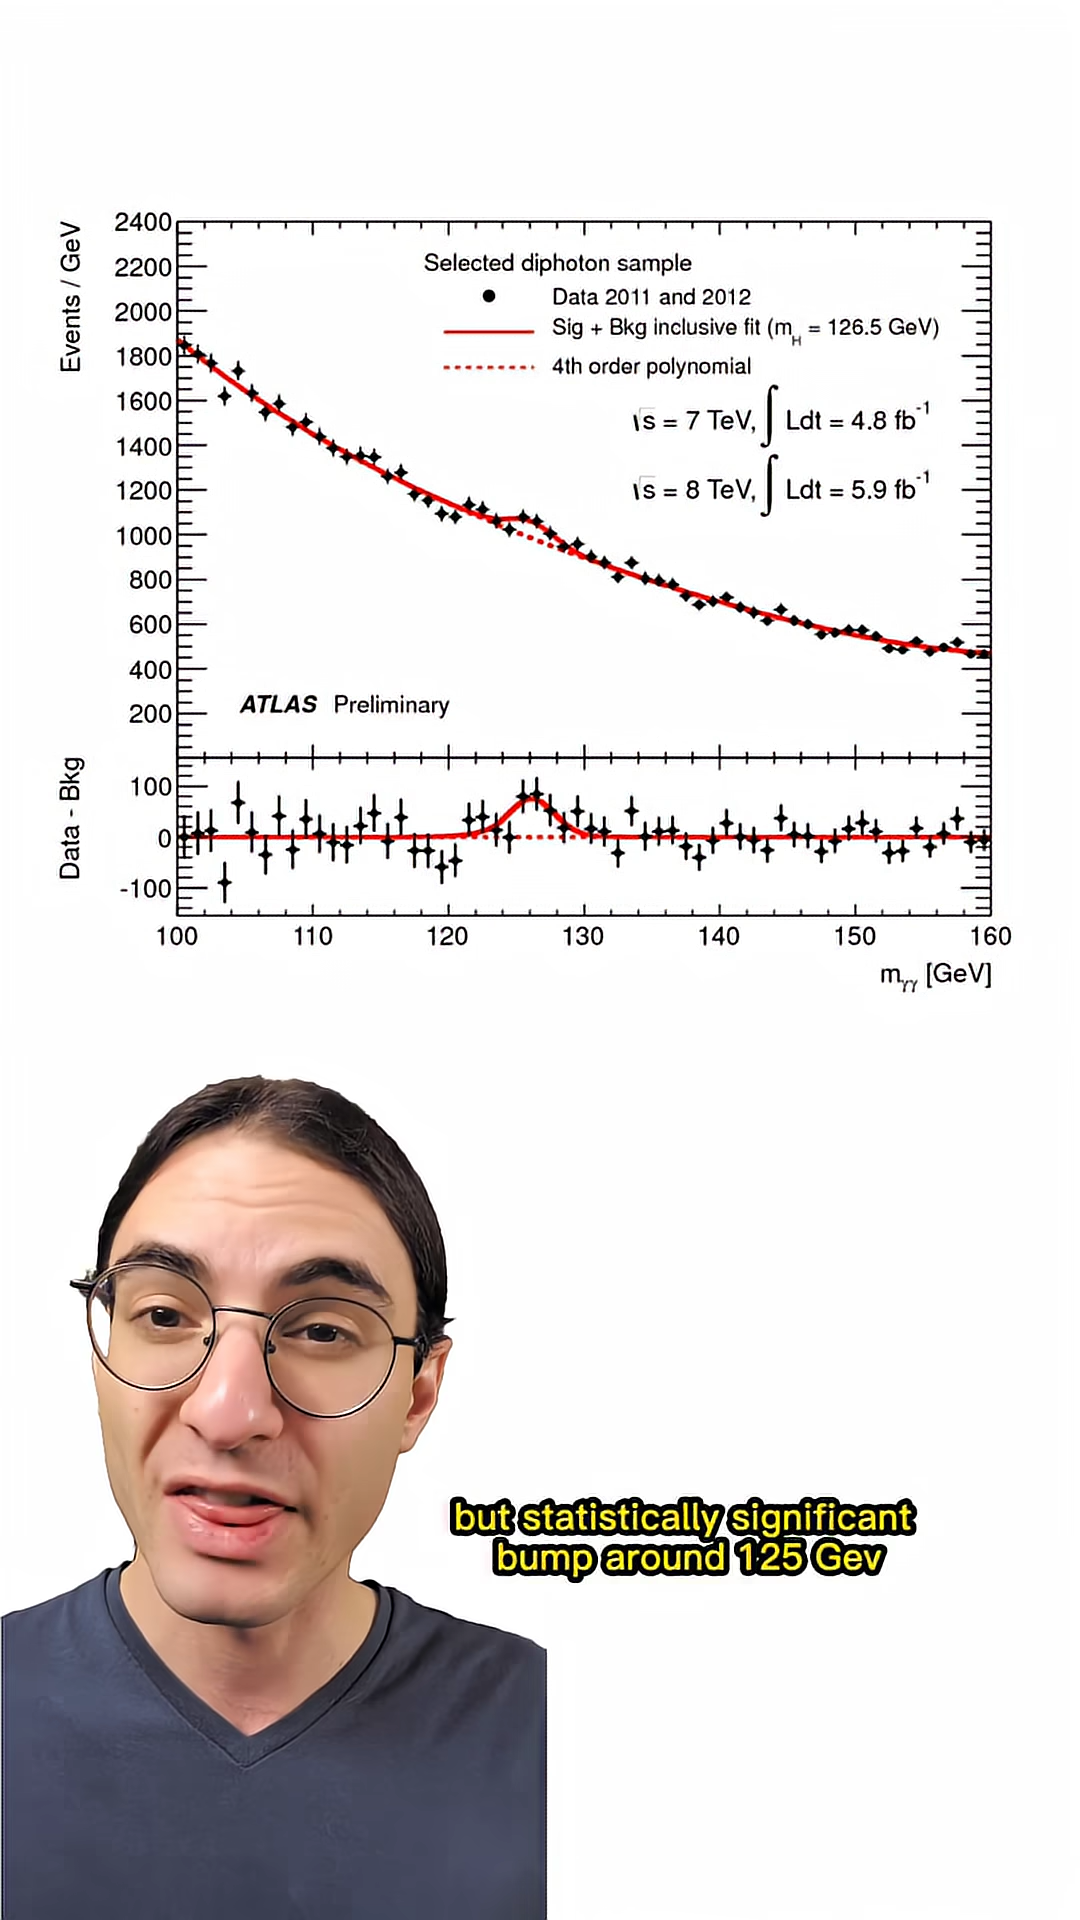 2400
2200
2000
1800
1600
1400
1200
1000
800
600
400
200
Events / GeV
Selected diphoton sample
Data 2011 and 2012
Sig + Bkg inclusive fit (m_H = 126.5 GeV)
4th order polynomial
√s = 7 TeV, ∫ Ldt = 4.8 fb⁻¹
√s = 8 TeV, ∫ Ldt = 5.9 fb⁻¹
ATLAS Preliminary
Data - Bkg
100
0
-100
100 110 120 130 140 150 160
m_γγ [GeV]
but statistically significant
bump around 125 Gev